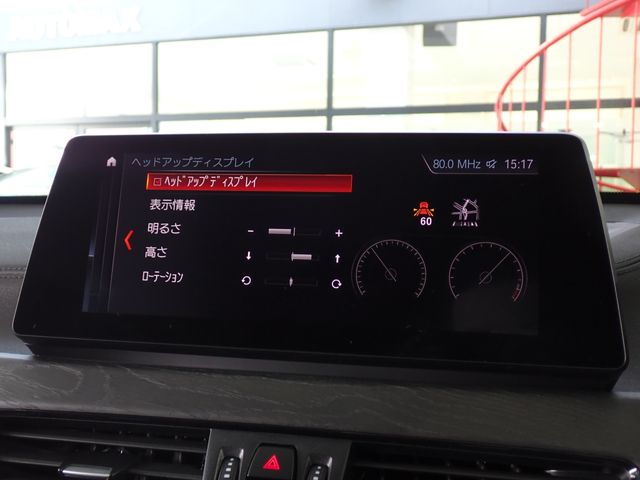 AUTOMAX
ヘッドアップディスプレイ
80.0 MHz 15:17
ﾍｯﾄﾞｱｯﾌﾟﾃﾞｨｽﾌﾟﾚｲ
表示情報
明るさ - +
高さ
ﾛｰﾃｰｼｮﾝ
60